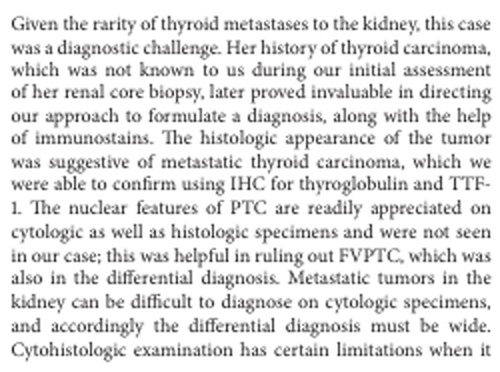 Given the rarity of thyroid metastases to the kidney, this case
was a diagnostic challenge. Her history of thyroid carcinoma,
which was not known to us during our initial assessment
of her renal core biopsy, later proved invaluable in directing
our approach to formulate a diagnosis, along with the help
of immunostains. The histologic appearance of the tumor
was suggestive of metastatic thyroid carcinoma, which we
were able to confirm using IHC for thyroglobulin and TTF-
1. The nuclear features of PTC are readily appreciated on
cytologic as well as histologic specimens and were not seen
in our case; this was helpful in ruling out FVPTC, which was
also in the differential diagnosis. Metastatic tumors in the
kidney can be difficult to diagnose on cytologic specimens,
and accordingly the differential diagnosis must be wide.
Cytohistologic examination has certain limitations when it